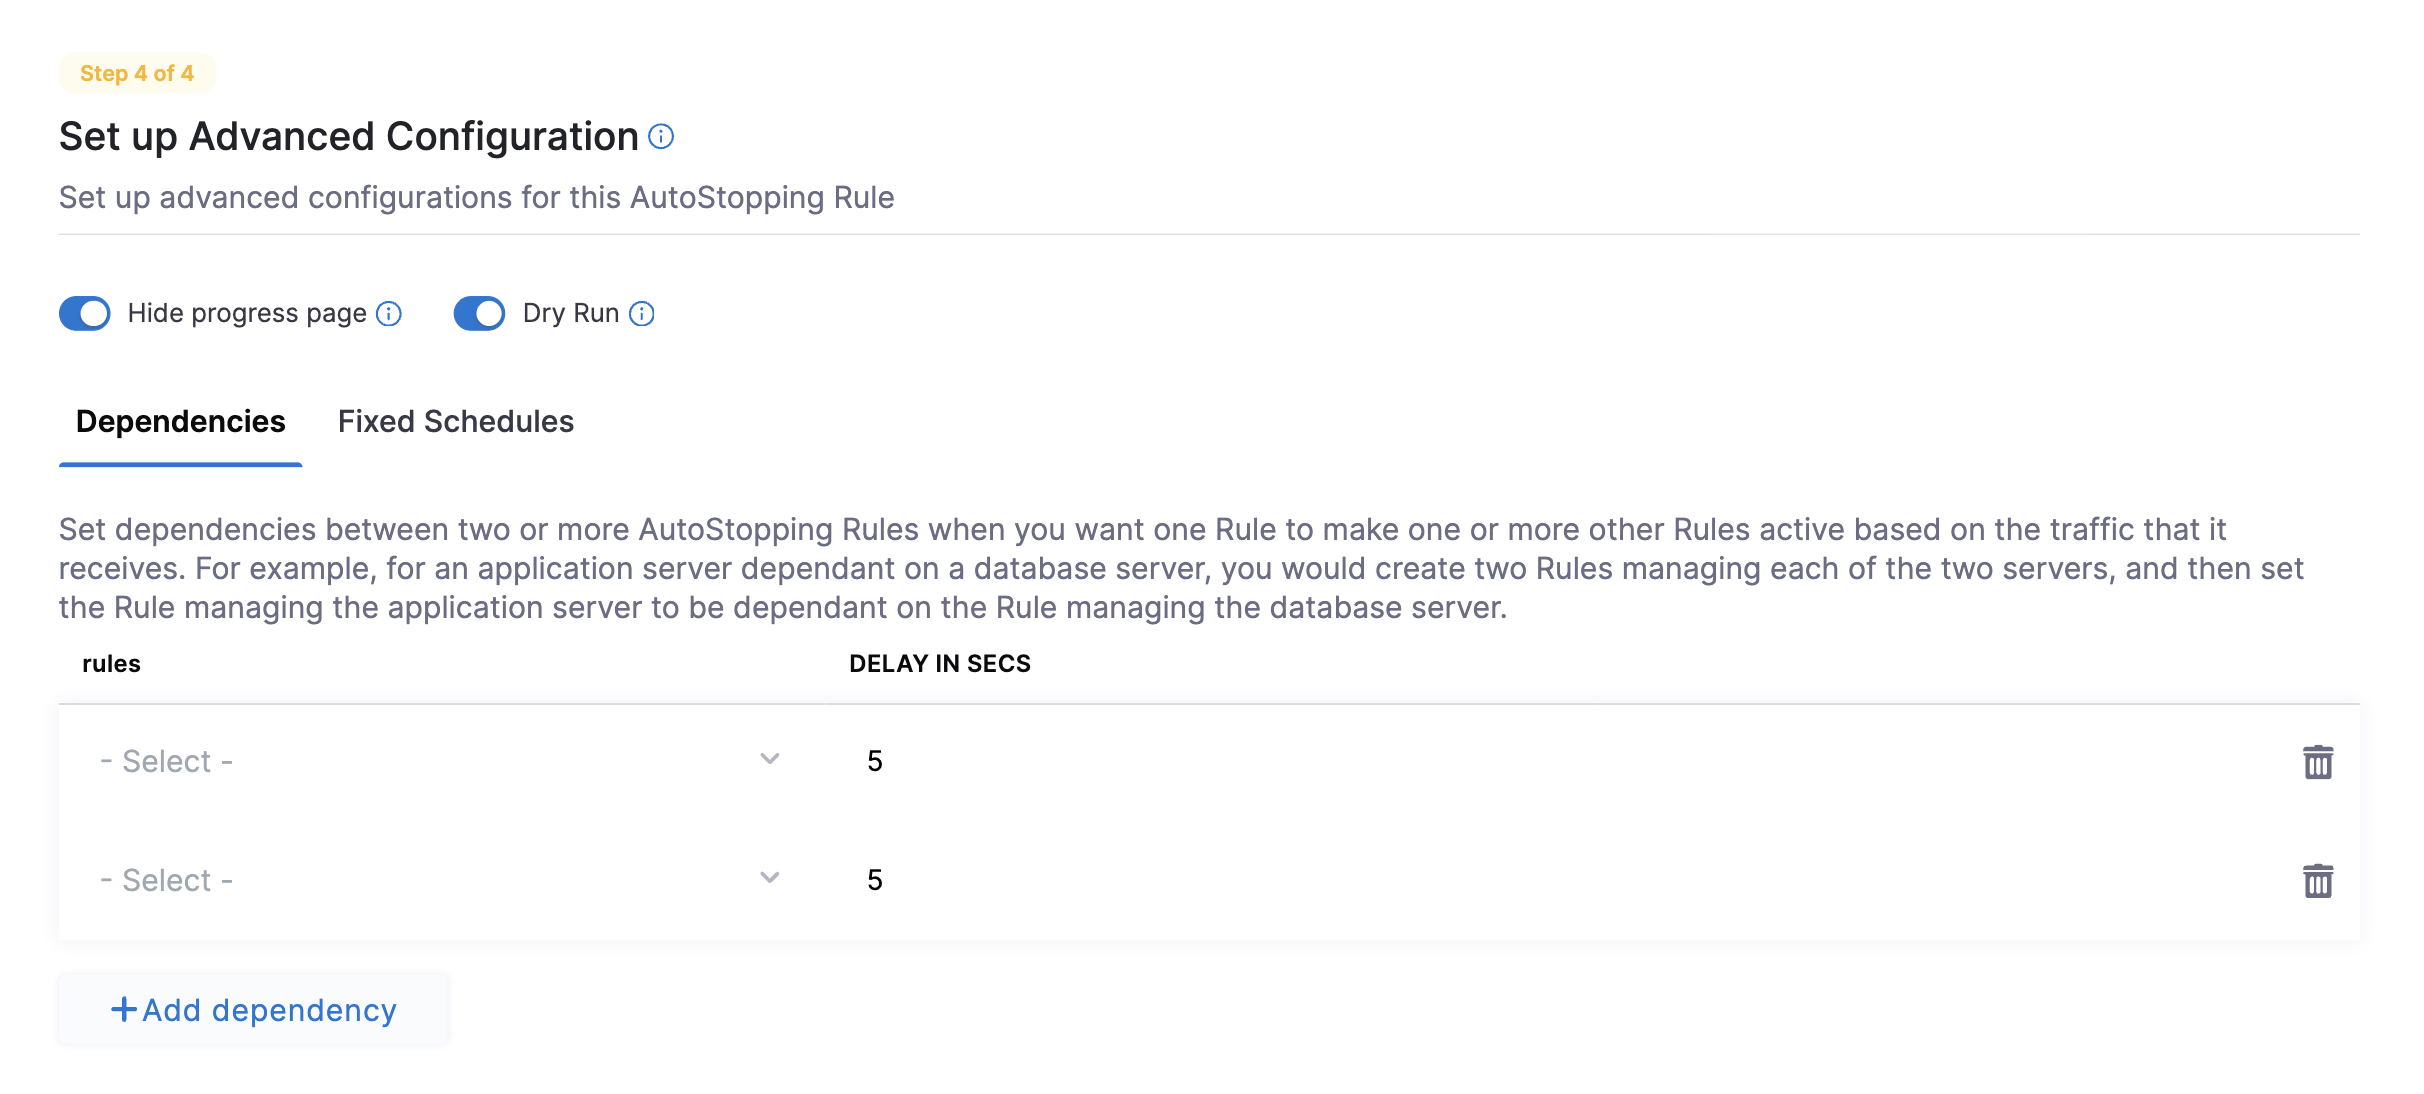 Step 4 of 4
Set up Advanced Configuration
Set up advanced configurations for this AutoStopping Rule
Hide progress page Dry Run
Dependencies Fixed Schedules
Set dependencies between two or more AutoStopping Rules when you want one Rule to make one or more other Rules active based on the traffic that it
receives. For example, for an application server dependant on a database server, you would create two Rules managing each of the two servers, and then set
the Rule managing the application server to be dependant on the Rule managing the database server.
rules DELAY IN SECS
- Select - 5
- Select - 5
+Add dependency